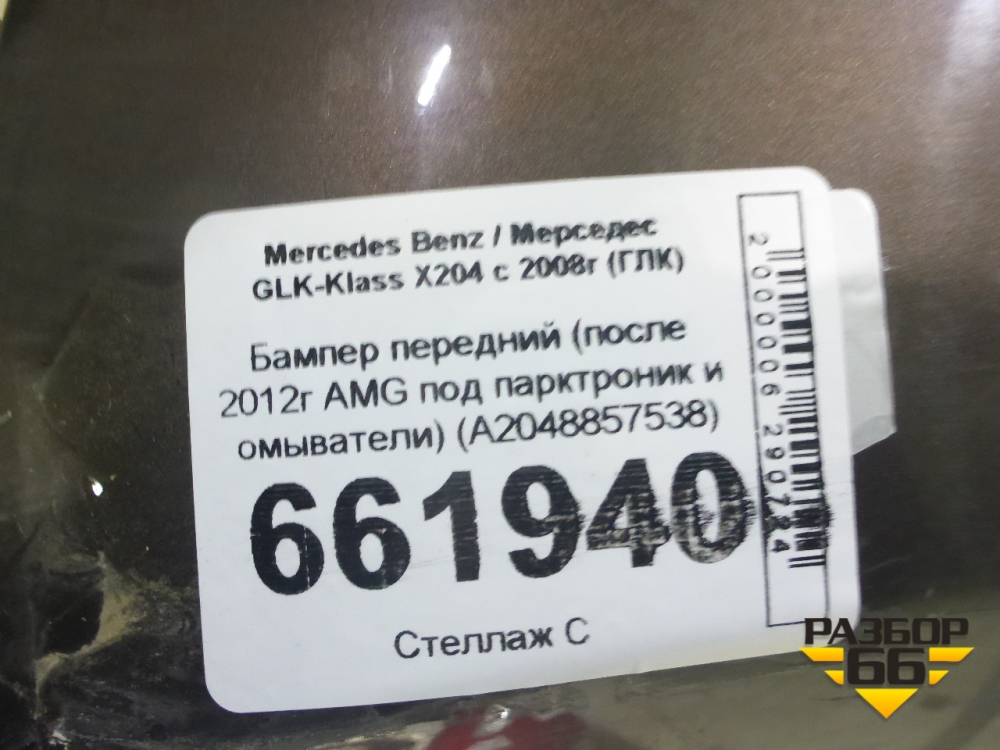 Mercedes Benz / Мерседес
GLK-Klass X204 с 2008г (ГЛК)
Бампер передний (после
2012г AMG под парктроник и
омыватели) (A2048857538)
661940
Стеллаж С
2000006290724
РАЗБОР
66